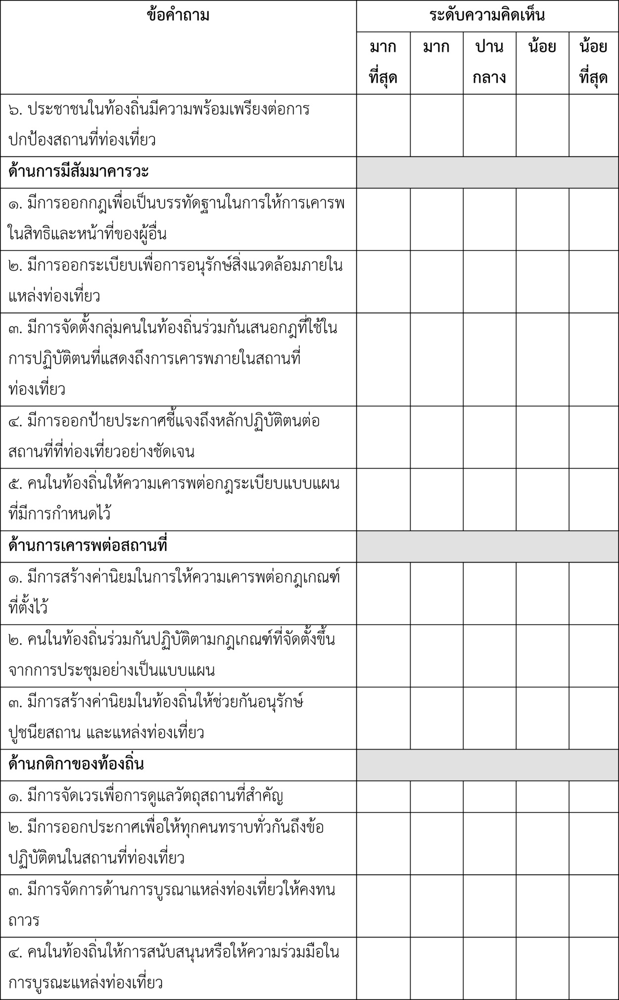 ข้อคำถาม
ระดับความคิดเห็น
มาก
ที่สุด
มาก
ปาน
กลาง
น้อย
น้อย
ที่สุด
๖. ประชาชนในท้องถิ่นมีความพร้อมเพรียงต่อการ
ปกป้องสถานที่ท่องเที่ยว
ด้านการมีสัมมาคารวะ
๑. มีการออกกฎเพื่อเป็นบรรทัดฐานในการให้การเคารพ
ในสิทธิและหน้าที่ของผู้อื่น
๒. มีการออกระเบียบเพื่อการอนุรักษ์สิ่งแวดล้อมภายใน
แหล่งท่องเที่ยว
๓. มีการจัดตั้งกลุ่มคนในท้องถิ่นร่วมกันเสนอกฎที่ใช้ใน
การปฏิบัติตนที่แสดงถึงการเคารพภายในสถานที่
ท่องเที่ยว
๔. มีการออกป้ายประกาศชี้แจงถึงหลักปฏิบัติตนต่อ
สถานที่ที่ท่องเที่ยวอย่างชัดเจน
๕. คนในท้องถิ่นให้ความเคารพต่อกฎระเบียบแบบแผน
ที่มีการกำหนดไว้
ด้านการเคารพต่อสถานที่
๑. มีการสร้างค่านิยมในการให้ความเคารพต่อกฎเกณฑ์
ที่ตั้งไว้
๒. คนในท้องถิ่นร่วมกันปฏิบัติตามกฎเกณฑ์ที่จัดตั้งขึ้น
จากการประชุมอย่างเป็นแบบแผน
๓. มีการสร้างค่านิยมในท้องถิ่นให้ช่วยกันอนุรักษ์
ปูชนียสถาน และแหล่งท่องเที่ยว
ด้านกติกาของท้องถิ่น
๑. มีการจัดเวรเพื่อการดูแลวัตถุสถานที่สำคัญ
๒. มีการออกประกาศเพื่อให้ทุกคนทราบทั่วกันถึงข้อ
ปฏิบัติตนในสถานที่ท่องเที่ยว
๓. มีการจัดการด้านการบูรณาแหล่งท่องเที่ยวให้คงทน
ถาวร
๔. คนในท้องถิ่นให้การสนับสนุนหรือให้ความร่วมมือใน
การบูรณะแหล่งท่องเที่ยว